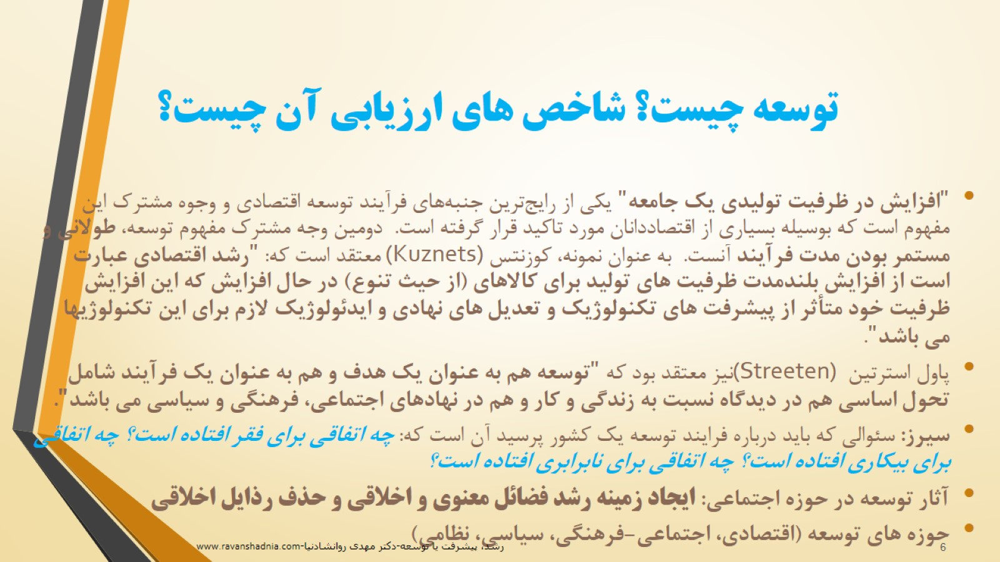 توسعه چیست؟ شاخص های ارزیابی آن چیست؟
• "افزایش در ظرفیت تولیدی یک جامعه" یکی از رایج‌ترین جنبه‌های فرآیند توسعه اقتصادی و وجوه مشترک این
مفهوم است که بوسیله بسیاری از اقتصاددانان مورد تاکید قرار گرفته است. دومین وجه مشترک مفهوم توسعه، طولانی و
مستمر بودن مدت فرآیند آنست. به عنوان نمونه، کوزنتس (Kuznets) معتقد است که: "رشد اقتصادی عبارت
است از افزایش بلندمدت ظرفیت های تولید برای کالاهای (از حیث تنوع) در حال افزایش که این افزایش
ظرفیت خود متأثر از پیشرفت های تکنولوژیک و تعدیل های نهادی و ایدئولوژیک لازم برای این تکنولوژیها
می باشد".
• پاول استرتین (Streeten)نیز معتقد بود که "توسعه هم به عنوان یک هدف و هم به عنوان یک فرآیند شامل
تحول اساسی هم در دیدگاه نسبت به زندگی و کار و هم در نهادهای اجتماعی، فرهنگی و سیاسی می باشد".
• سیرز: سئوالی که باید درباره فرایند توسعه یک کشور پرسید آن است که: چه اتفاقی برای فقر افتاده است؟ چه اتفاقی
برای بیکاری افتاده است؟ چه اتفاقی برای نابرابری افتاده است؟
• آثار توسعه در حوزه اجتماعی: ایجاد زمینه رشد فضائل معنوی و اخلاقی و حذف رذایل اخلاقی
• حوزه های توسعه (اقتصادی، اجتماعی-فرهنگی، سیاسی، نظامی)
رشد، پیشرفت یا توسعه-دکتر مهدی روانشادنیا-www.ravanshadnia.com
6